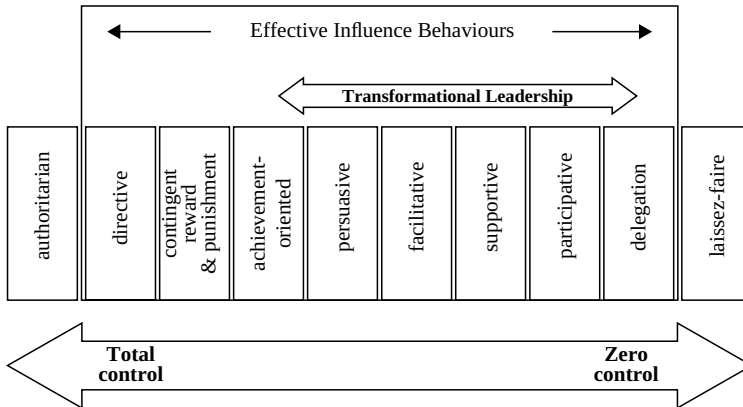 Effective Influence Behaviours
Transformational Leadership
authoritarian
directive
contingent
reward
& punishment
achievement-
oriented
persuasive
facilitative
supportive
participative
delegation
laissez-faire
Total
control
Zero
control